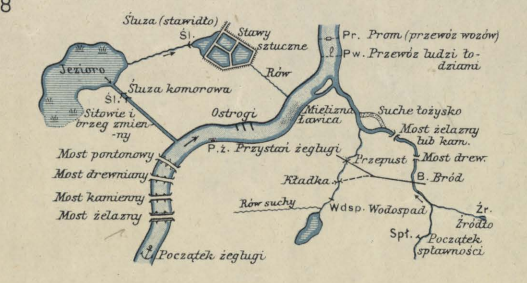 8
Śluza (stawidło)
Śl.
Stawy
sztuczne
Pr. Prom (przewóz wozów)
Pw. Przewóz ludzi ło-
dziami
Jezioro
Śl. Śluza komorowa
Rów
Sitowie i
brzeg zmien-
-ny
Ostrogi
Mielizna
Ławica
Suche łożysko
Most żelazny
lub kam.
P.ż. Przystań żeglugi
Most pontonowy
Most drewniany
Most kamienny
Most żelazny
Przepust
Most drew.
Kładka
B. Bród
Rów suchy
Wdsp. Wodospad
Źr.
Źródło
Spł.
Początek
spławności
Początek żeglugi